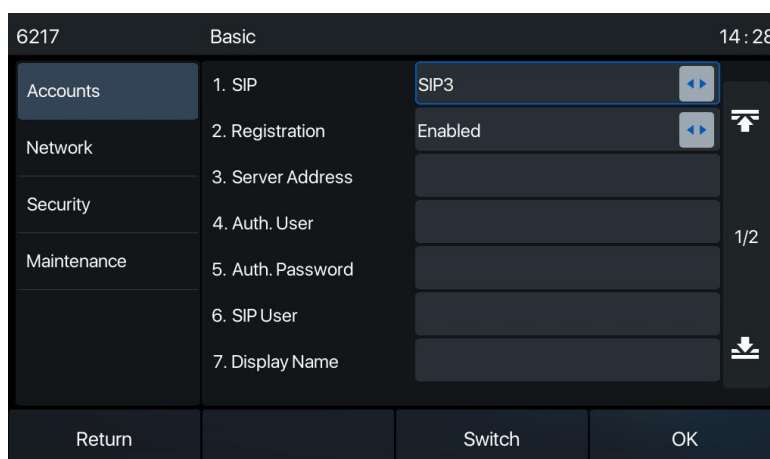 6217 Basic 14:28
Accounts
Network
Security
Maintenance
1. SIP SIP3
2. Registration Enabled
3. Server Address
4. Auth. User
5. Auth. Password
6. SIP User
7. Display Name
1/2
Return Switch OK